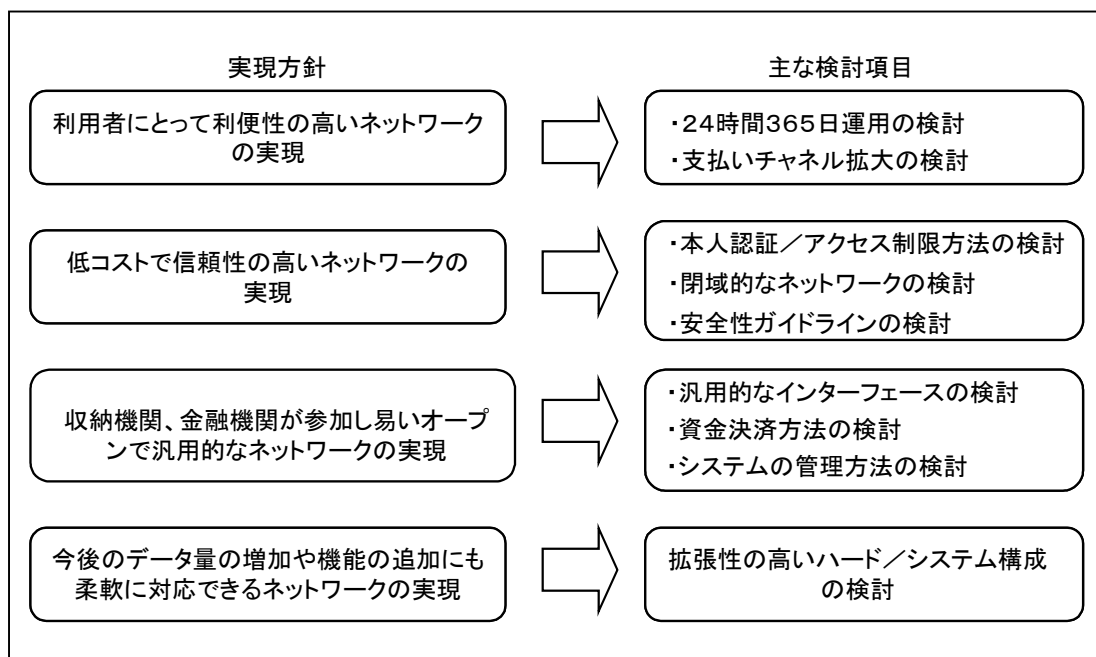 実現方針
主な検討項目
利用者にとって利便性の高いネットワーク
の実現
・24時間365日運用の検討
・支払いチャネル拡大の検討
低コストで信頼性の高いネットワークの
実現
・本人認証／アクセス制限方法の検討
・閉域的なネットワークの検討
・安全性ガイドラインの検討
収納機関、金融機関が参加し易いオープ
ンで汎用的なネットワークの実現
・汎用的なインターフェースの検討
・資金決済方法の検討
・システムの管理方法の検討
今後のデータ量の増加や機能の追加にも
柔軟に対応できるネットワークの実現
拡張性の高いハード／システム構成
の検討